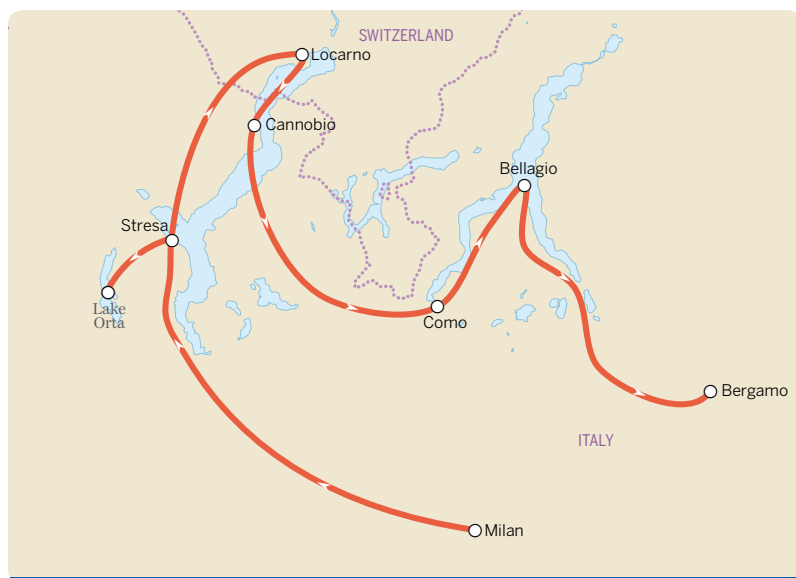 SWITZERLAND
Locarno
Cannobio
Bellagio
Stresa
Lake
Orta
Como
Bergamo
ITALY
Milan